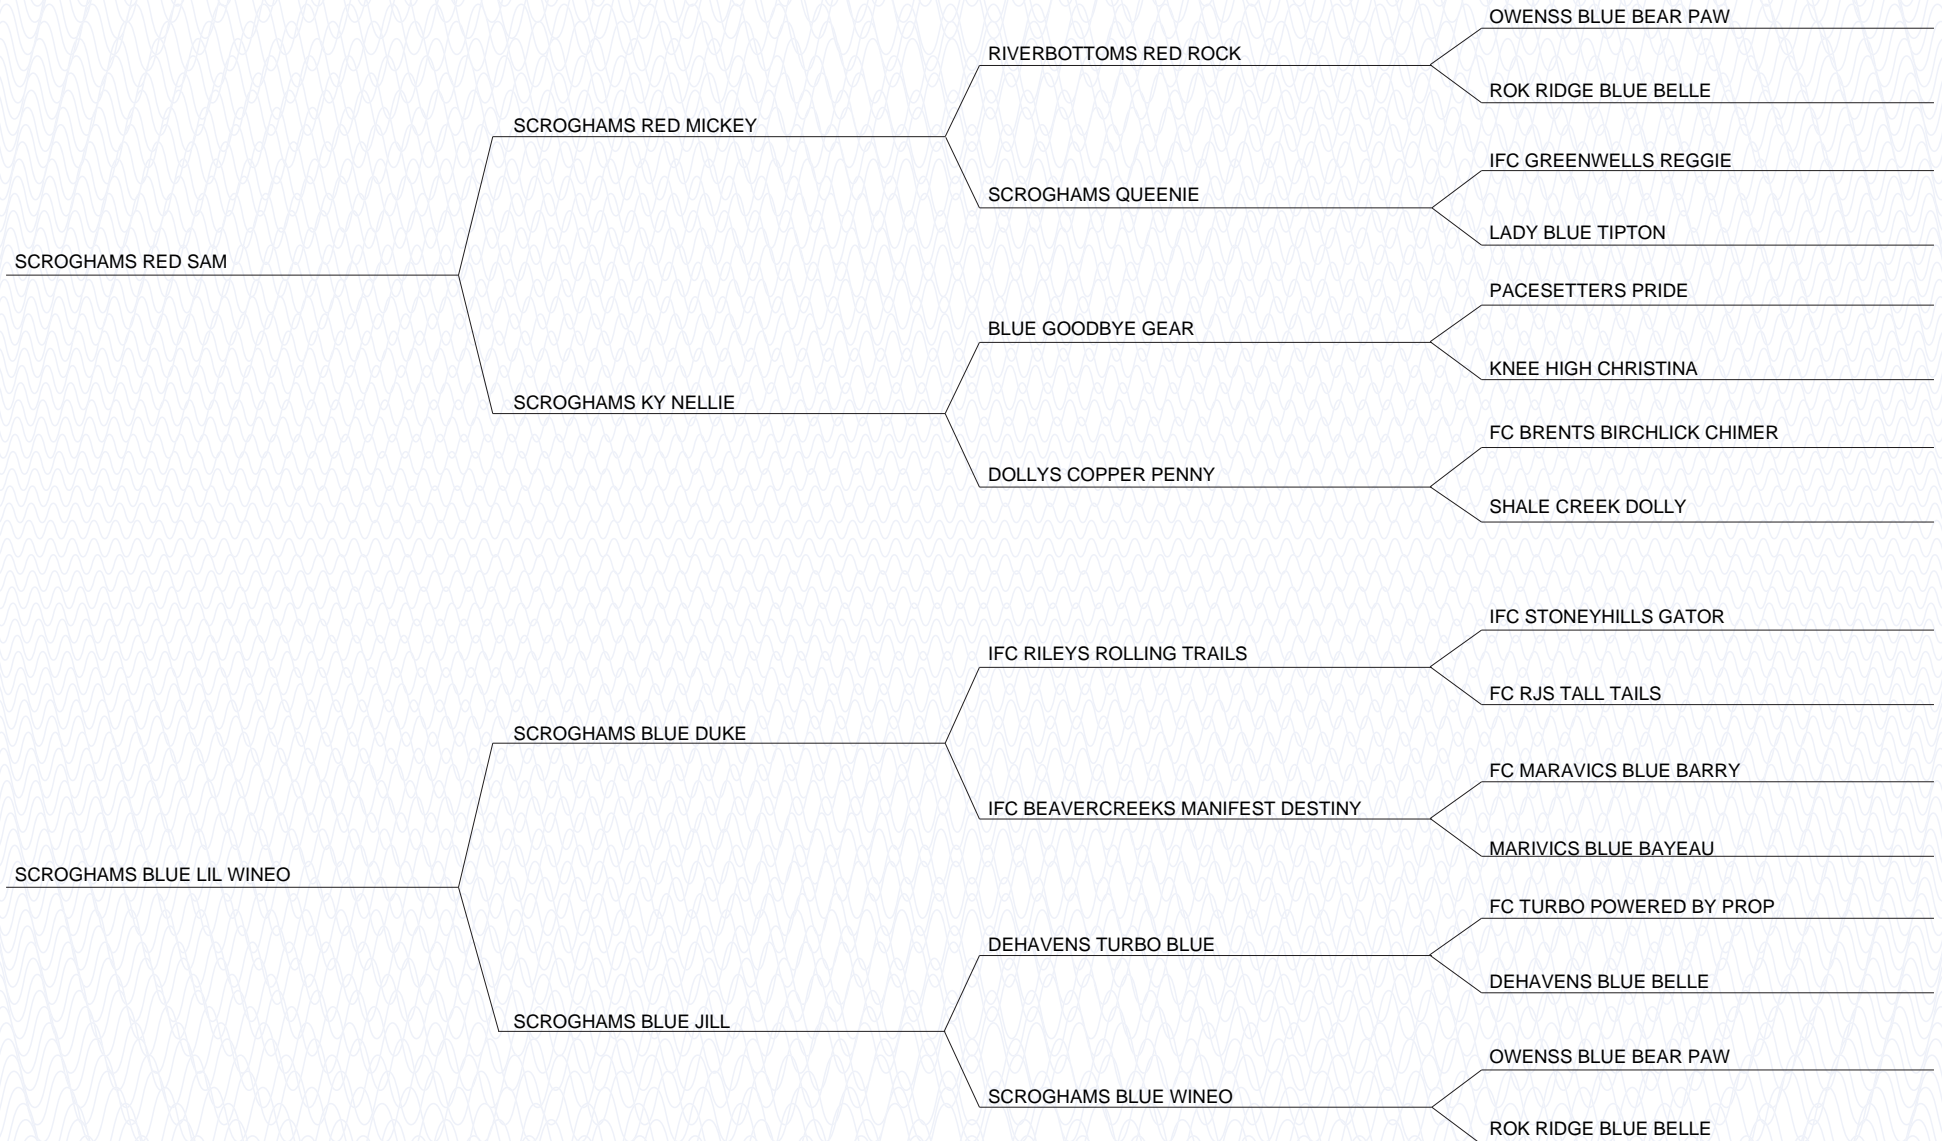 OWENSS BLUE BEAR PAW
RIVERBOTTOMS RED ROCK
ROK RIDGE BLUE BELLE
SCROGHAMS RED MICKEY
IFC GREENWELLS REGGIE
SCROGHAMS QUEENIE
LADY BLUE TIPTON
SCROGHAMS RED SAM
PACESETTERS PRIDE
BLUE GOODBYE GEAR
KNEE HIGH CHRISTINA
SCROGHAMS KY NELLIE
FC BRENTS BIRCHLICK CHIMER
DOLLYS COPPER PENNY
SHALE CREEK DOLLY
IFC STONEYHILLS GATOR
IFC RILEYS ROLLING TRAILS
FC RJS TALL TAILS
SCROGHAMS BLUE DUKE
FC MARAVICS BLUE BARRY
IFC BEAVERCREEKS MANIFEST DESTINY
MARIVICS BLUE BAYEAU
SCROGHAMS BLUE LIL WINEO
FC TURBO POWERED BY PROP
DEHAVENS TURBO BLUE
DEHAVENS BLUE BELLE
SCROGHAMS BLUE JILL
OWENSS BLUE BEAR PAW
SCROGHAMS BLUE WINEO
ROK RIDGE BLUE BELLE